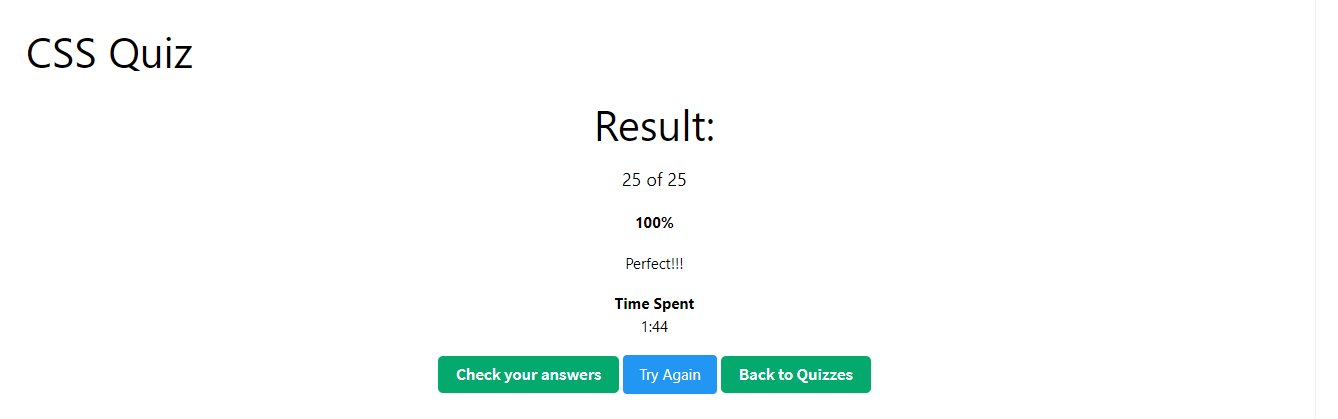 CSS Quiz
Result:
25 of 25
100%
Perfect!!!
Time Spent
1:44
Check your answers Try Again Back to Quizzes